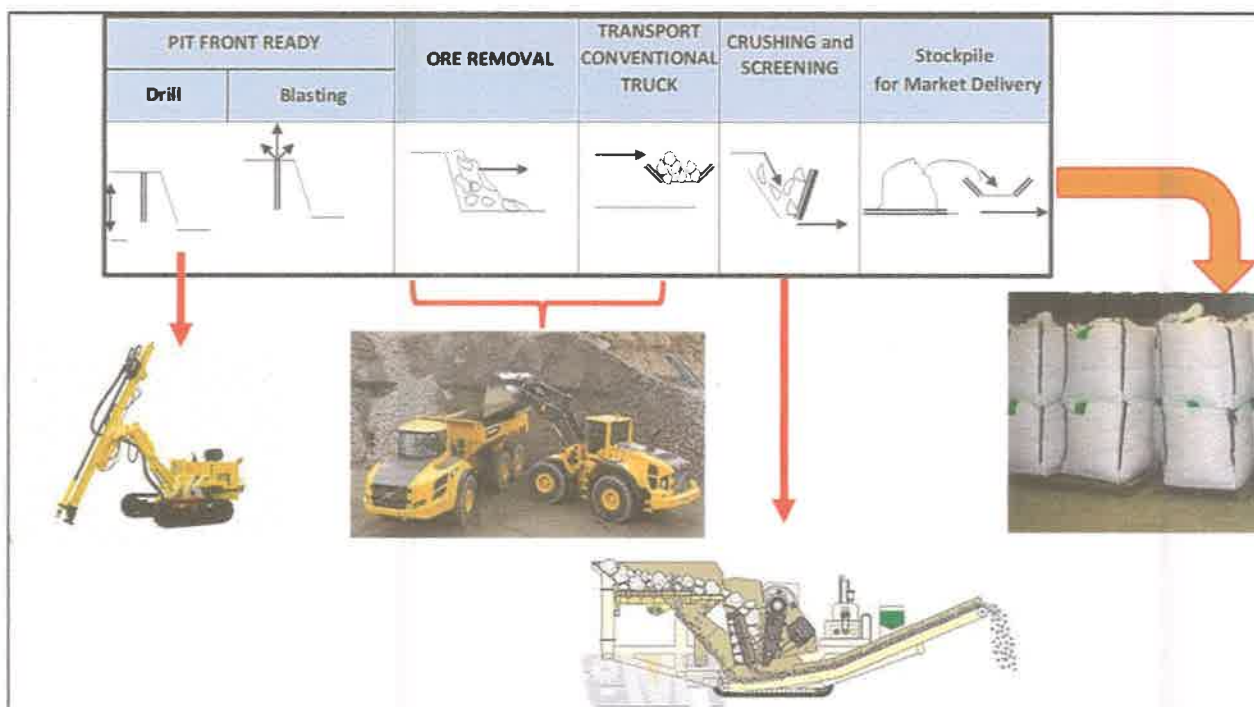 PIT FRONT READY
Drill
Blasting
ORE REMOVAL
TRANSPORT
CONVENTIONAL
TRUCK
CRUSHING and
SCREENING
Stockpile
for Market Delivery